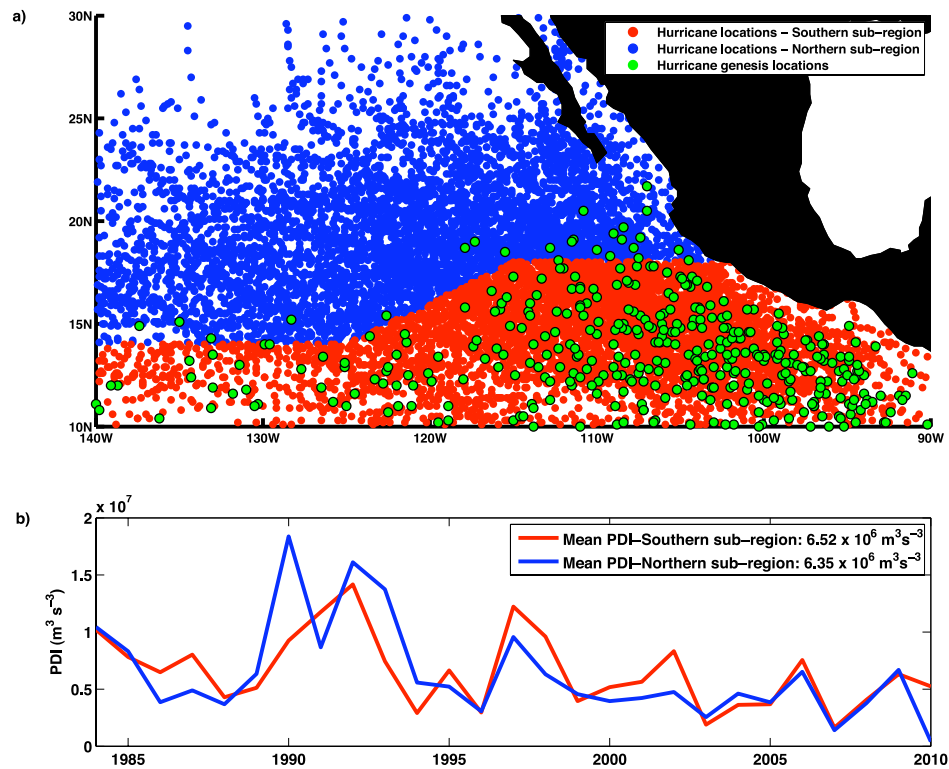 a)
30N
25N
20N
15N
10N
140W
130W
120W
110W
100W
90W
Hurricane locations − Southern sub−region
Hurricane locations − Northern sub−region
Hurricane genesis locations
b)
x 10^7
2
1.5
1
0.5
0
PDI (m^3 s^−3)
Mean PDI−Southern sub−region: 6.52 x 10^6 m^3s^−3
Mean PDI−Northern sub−region: 6.35 x 10^6 m^3s^−3
1985
1990
1995
2000
2005
2010